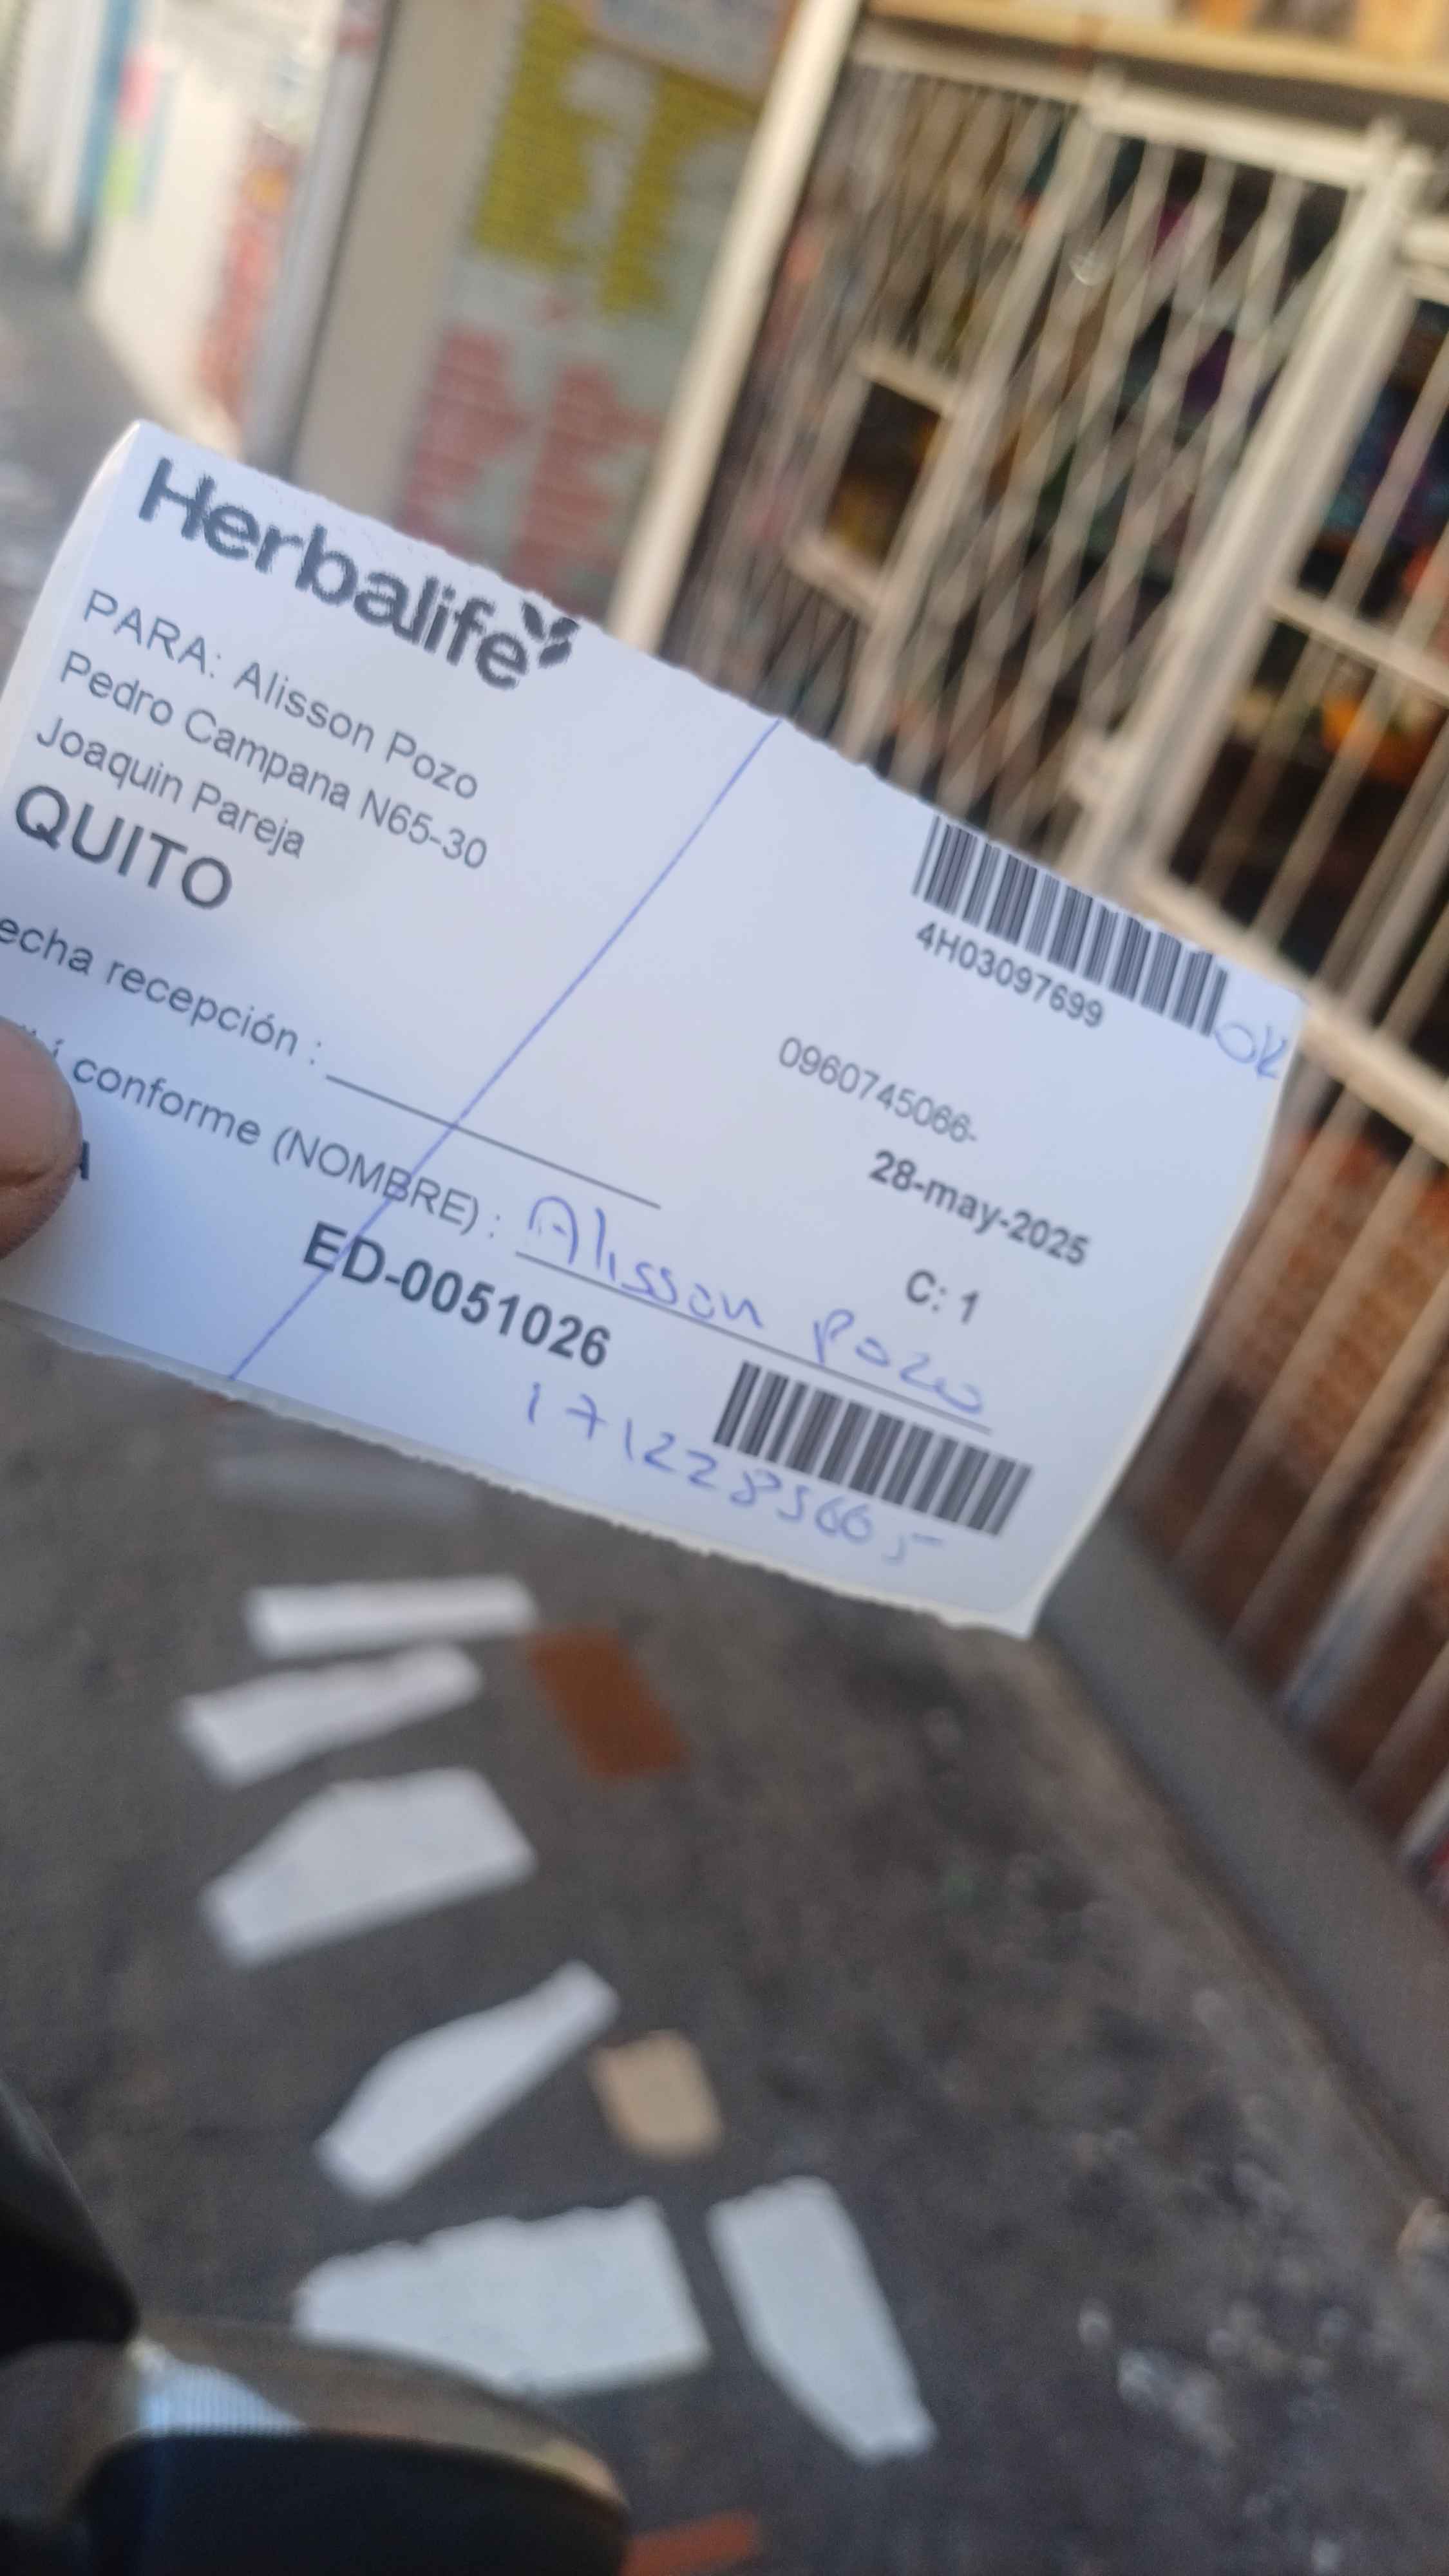 Herbalife
PARA: Alisson Pozo
Pedro Campana N65-30
Joaquin Pareja
QUITO
4H03097699
OK
0960745066-
28-may-2025
C: 1
echa recepción :
í conforme (NOMBRE) : Alisson Pozo
ED-0051026